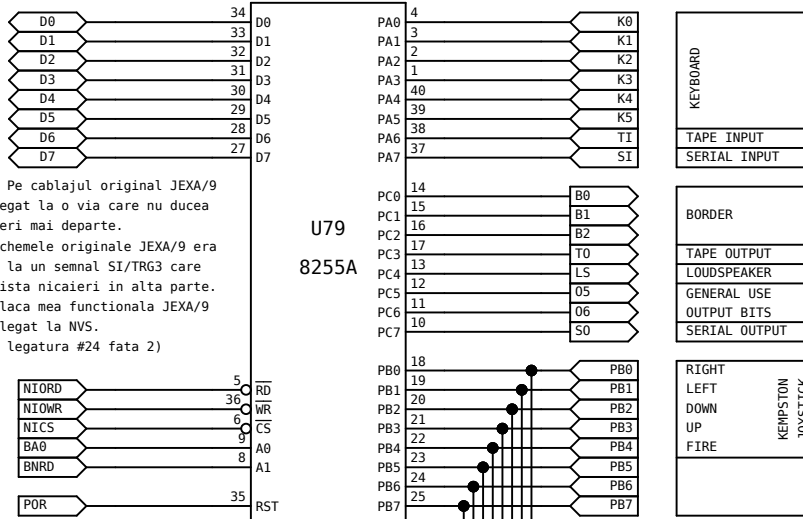 D0 34 D0 PA0 4 K0
D1 33 D1 PA1 3 K1
D2 32 D2 PA2 2 K2
D3 31 D3 PA3 1 K3
D4 30 D4 PA4 40 K4
D5 29 D5 PA5 39 K5
D6 28 D6 PA6 38 TI TAPE INPUT
D7 27 D7 PA7 37 SI SERIAL INPUT
KEYBOARD
Pe cablajul original JEXA/9
egat la o via care nu ducea
eri mai departe.
chemele originale JEXA/9 era
la un semnal SI/TRG3 care
ista nicaieri in alta parte.
laca mea functionala JEXA/9
legat la NVS.
legatura #24 fata 2)
U79
8255A
PC0 14 B0
PC1 15 B1 BORDER
PC2 16 B2
PC3 17 TO TAPE OUTPUT
PC4 13 LS LOUDSPEAKER
PC5 12 O5 GENERAL USE
PC6 11 O6 OUTPUT BITS
PC7 10 SO SERIAL OUTPUT
PB0 18 PB0 RIGHT
NIORD 5 RD PB1 19 PB1 LEFT
NIOWR 36 WR PB2 20 PB2 DOWN
NICS 6 CS PB3 21 PB3 UP
BA0 9 A0 PB4 22 PB4 FIRE
BNRD 8 A1 PB5 23 PB5
PB6 24 PB6
POR 35 RST PB7 25 PB7
KEMPSTON
JOYSTICK